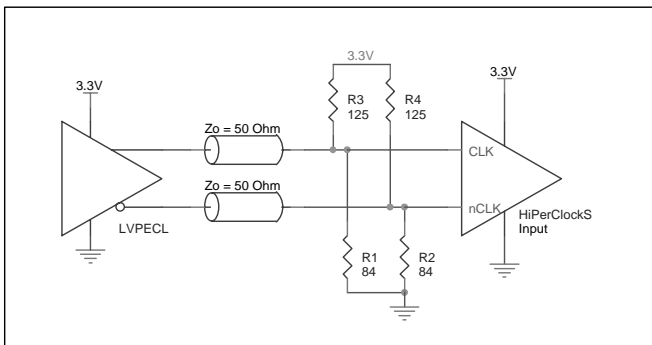 3.3V
3.3V
3.3V
R3
125
R4
125
Zo = 50 Ohm
CLK
Zo = 50 Ohm
nCLK
HiPerClockS
Input
LVPECL
R1
84
R2
84